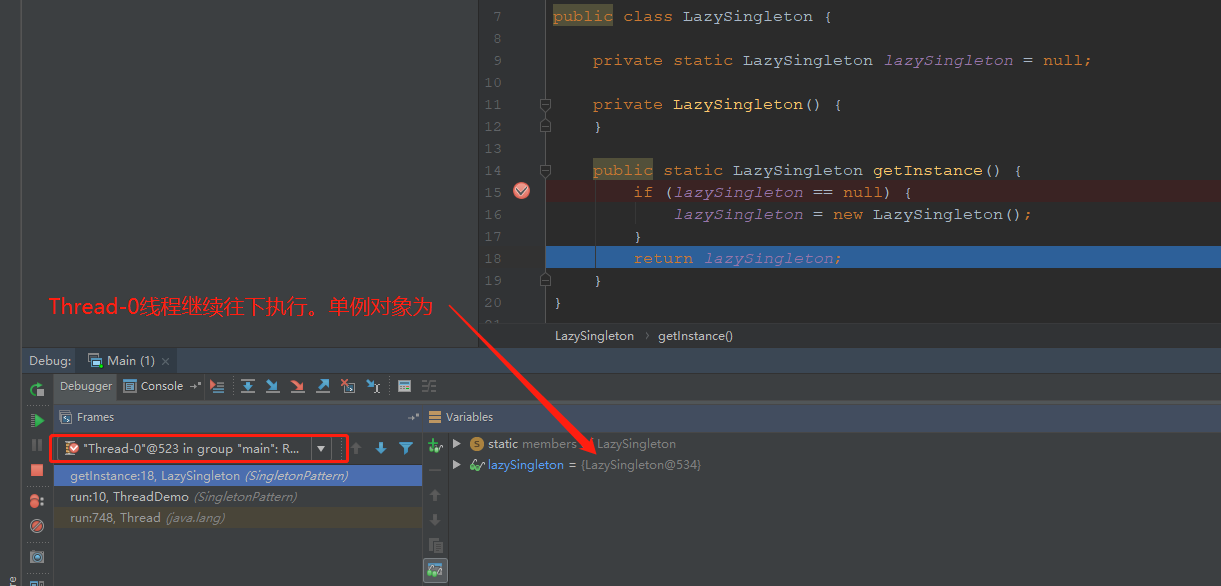 7 public class LazySingleton {
8
9 private static LazySingleton lazySingleton = null;
10
11 private LazySingleton() {
12 }
13
14 public static LazySingleton getInstance() {
15 if (lazySingleton == null) {
16 lazySingleton = new LazySingleton();
17 }
18 return lazySingleton;
19 }
20 }
Thread-0线程继续往下执行。单例对象为
LazySingleton › getInstance()
Debug: Main (1) ×
Debugger Console
Frames
Variables
"Thread-0"@523 in group "main": R...
getInstance:18, LazySingleton (SingletonPattern)
run:10, ThreadDemo (SingletonPattern)
run:748, Thread (java.lang)
static members of LazySingleton
lazySingleton = {LazySingleton@534}